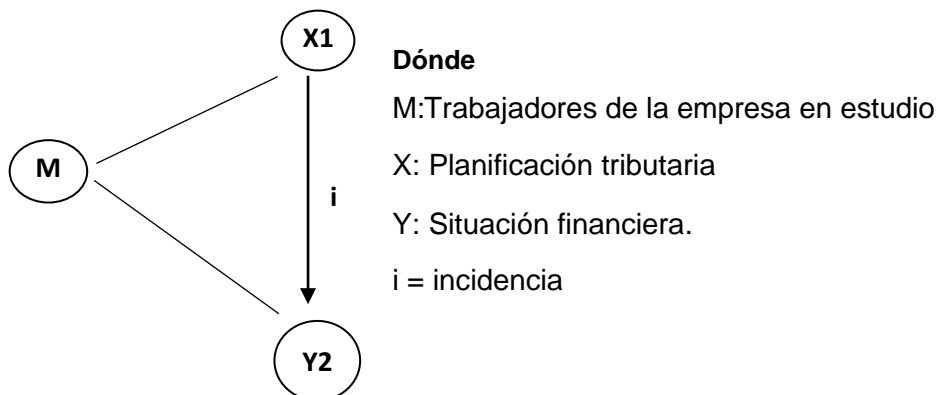 X1
Dónde
M:Trabajadores de la empresa en estudio
M
X: Planificación tributaria
i
Y: Situación financiera.
i = incidencia
Y2